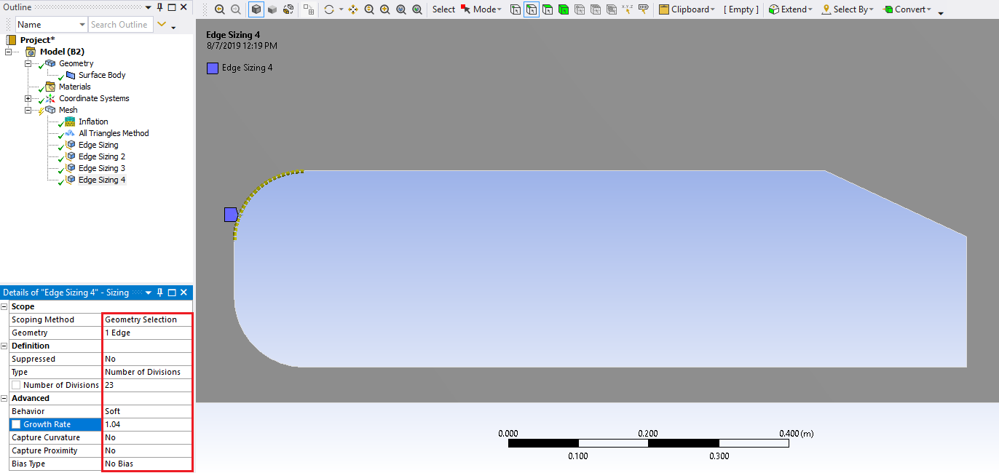 Outline
Name
Search Outline
Select
Mode
Clipboard
[ Empty ]
Extend
Select By
Convert
Project*
Model (B2)
Geometry
Surface Body
Materials
Coordinate Systems
Mesh
Inflation
All Triangles Method
Edge Sizing
Edge Sizing 2
Edge Sizing 3
Edge Sizing 4
Edge Sizing 4
8/7/2019 12:19 PM
Edge Sizing 4
Details of "Edge Sizing 4" - Sizing
Scope
Scoping Method Geometry Selection
Geometry 1 Edge
Definition
Suppressed No
Type Number of Divisions
Number of Divisions 23
Advanced
Behavior Soft
Growth Rate 1.04
Capture Curvature No
Capture Proximity No
Bias Type No Bias
0.000 0.200 0.400 (m)
0.100 0.300